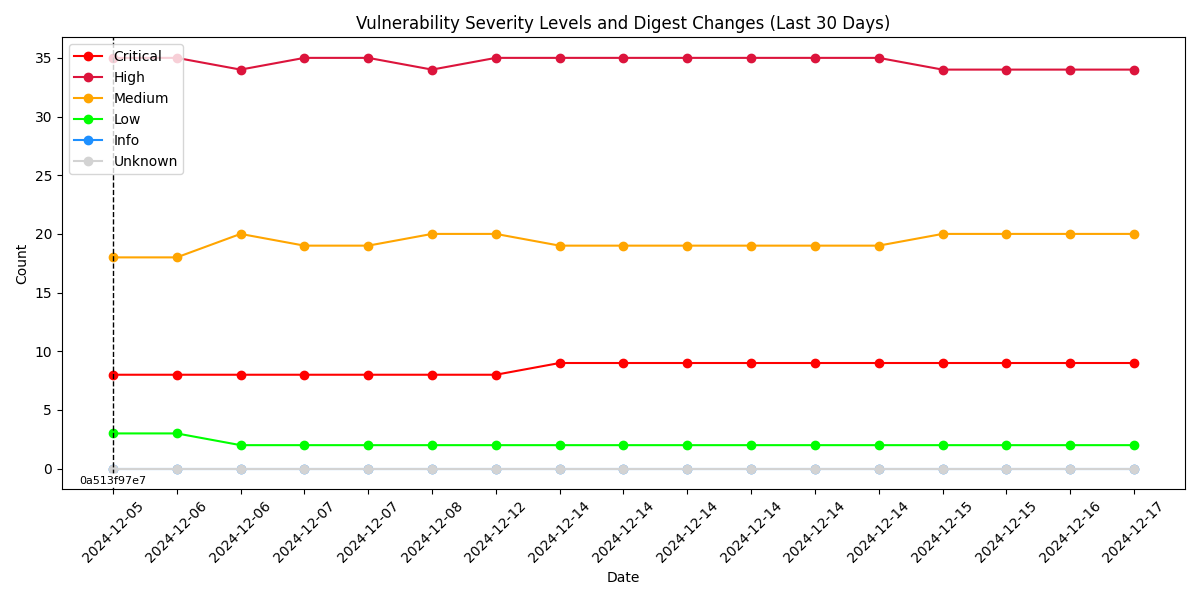 Vulnerability Severity Levels and Digest Changes (Last 30 Days)
Critical
High
Medium
Low
Info
Unknown
Count
35
30
25
20
15
10
5
0
0a513f97e7
2024-12-05
2024-12-06
2024-12-06
2024-12-07
2024-12-07
2024-12-08
2024-12-12
2024-12-14
2024-12-14
2024-12-14
2024-12-14
2024-12-14
2024-12-14
2024-12-15
2024-12-15
2024-12-16
2024-12-17
Date